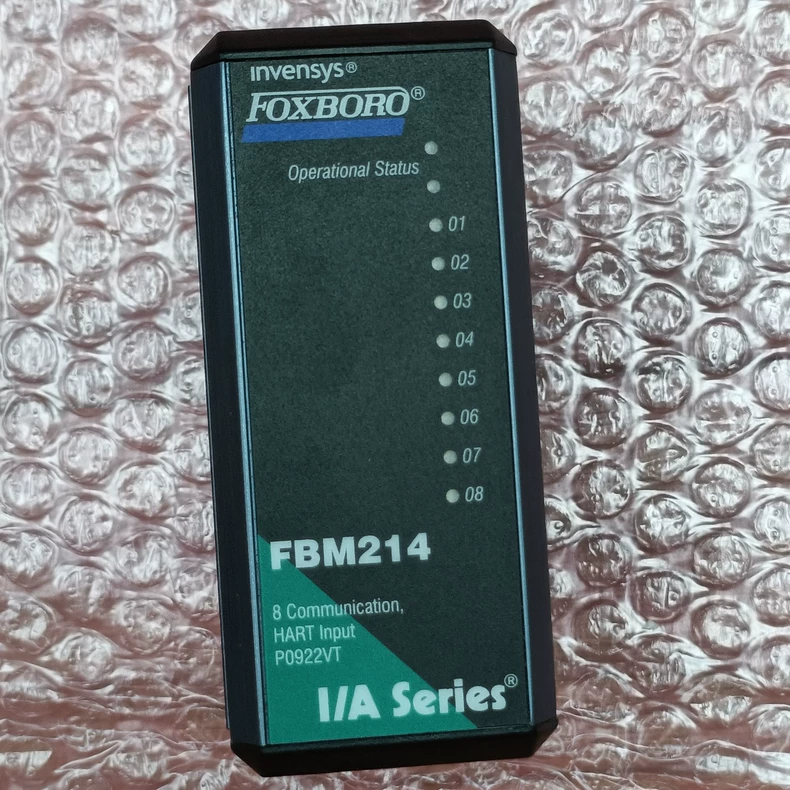 invensys®
FOXBORO®
Operational Status
01
02
03
04
05
06
07
08
FBM214
8 Communication,
HART Input
P0922VT
I/A Series®